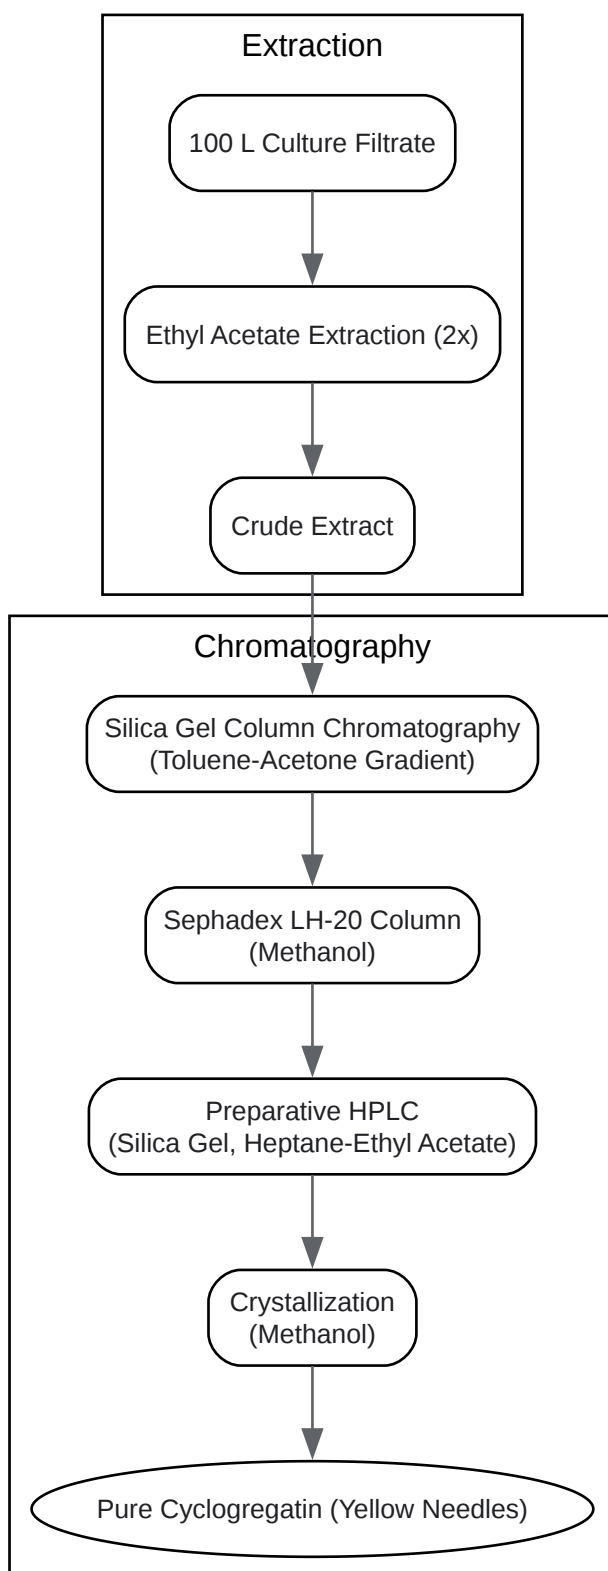 Extraction
100 L Culture Filtrate
Ethyl Acetate Extraction (2x)
Crude Extract
Chromatography
Silica Gel Column Chromatography
(Toluene-Acetone Gradient)
Sephadex LH-20 Column
(Methanol)
Preparative HPLC
(Silica Gel, Heptane-Ethyl Acetate)
Crystallization
(Methanol)
Pure Cyclogregatin (Yellow Needles)